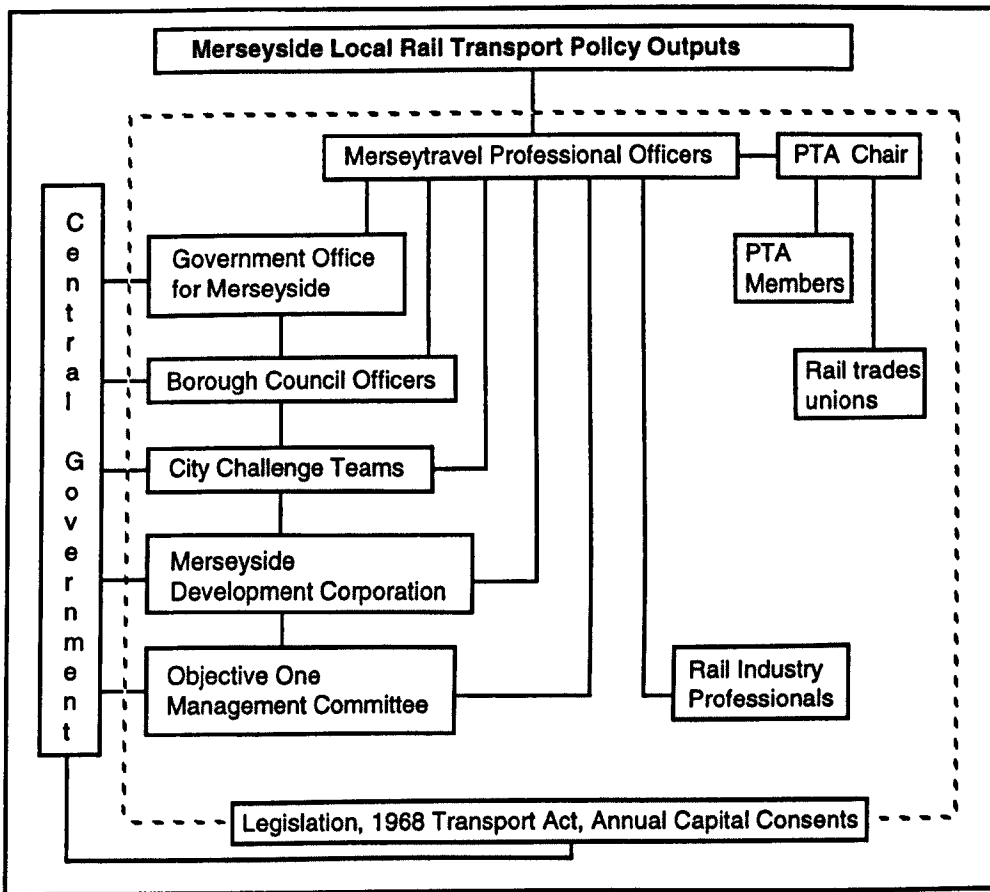 Merseyside Local Rail Transport Policy Outputs
Merseytravel Professional Officers
PTA Chair
Central Government
Government Office
for Merseyside
PTA
Members
Borough Council Officers
Rail trades
unions
City Challenge Teams
Merseyside
Development Corporation
Objective One
Management Committee
Rail Industry
Professionals
Legislation, 1968 Transport Act, Annual Capital Consents